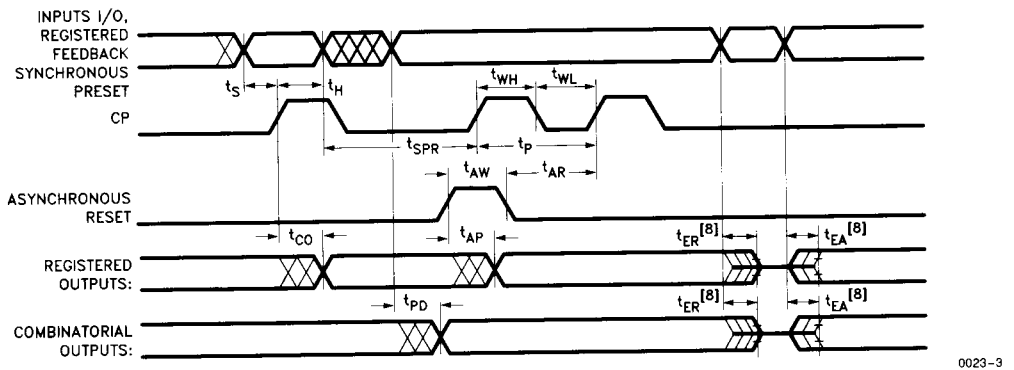 INPUTS I/O,
REGISTERED
FEEDBACK
SYNCHRONOUS
PRESET
tS
tH
tWH
tWL
CP
tSPR
tP
tAW
tAR
ASYNCHRONOUS
RESET
tCO
tAP
tER[8]
tEA[8]
REGISTERED
OUTPUTS:
tPD
tER[8]
tEA[8]
COMBINATORIAL
OUTPUTS:
0023-3